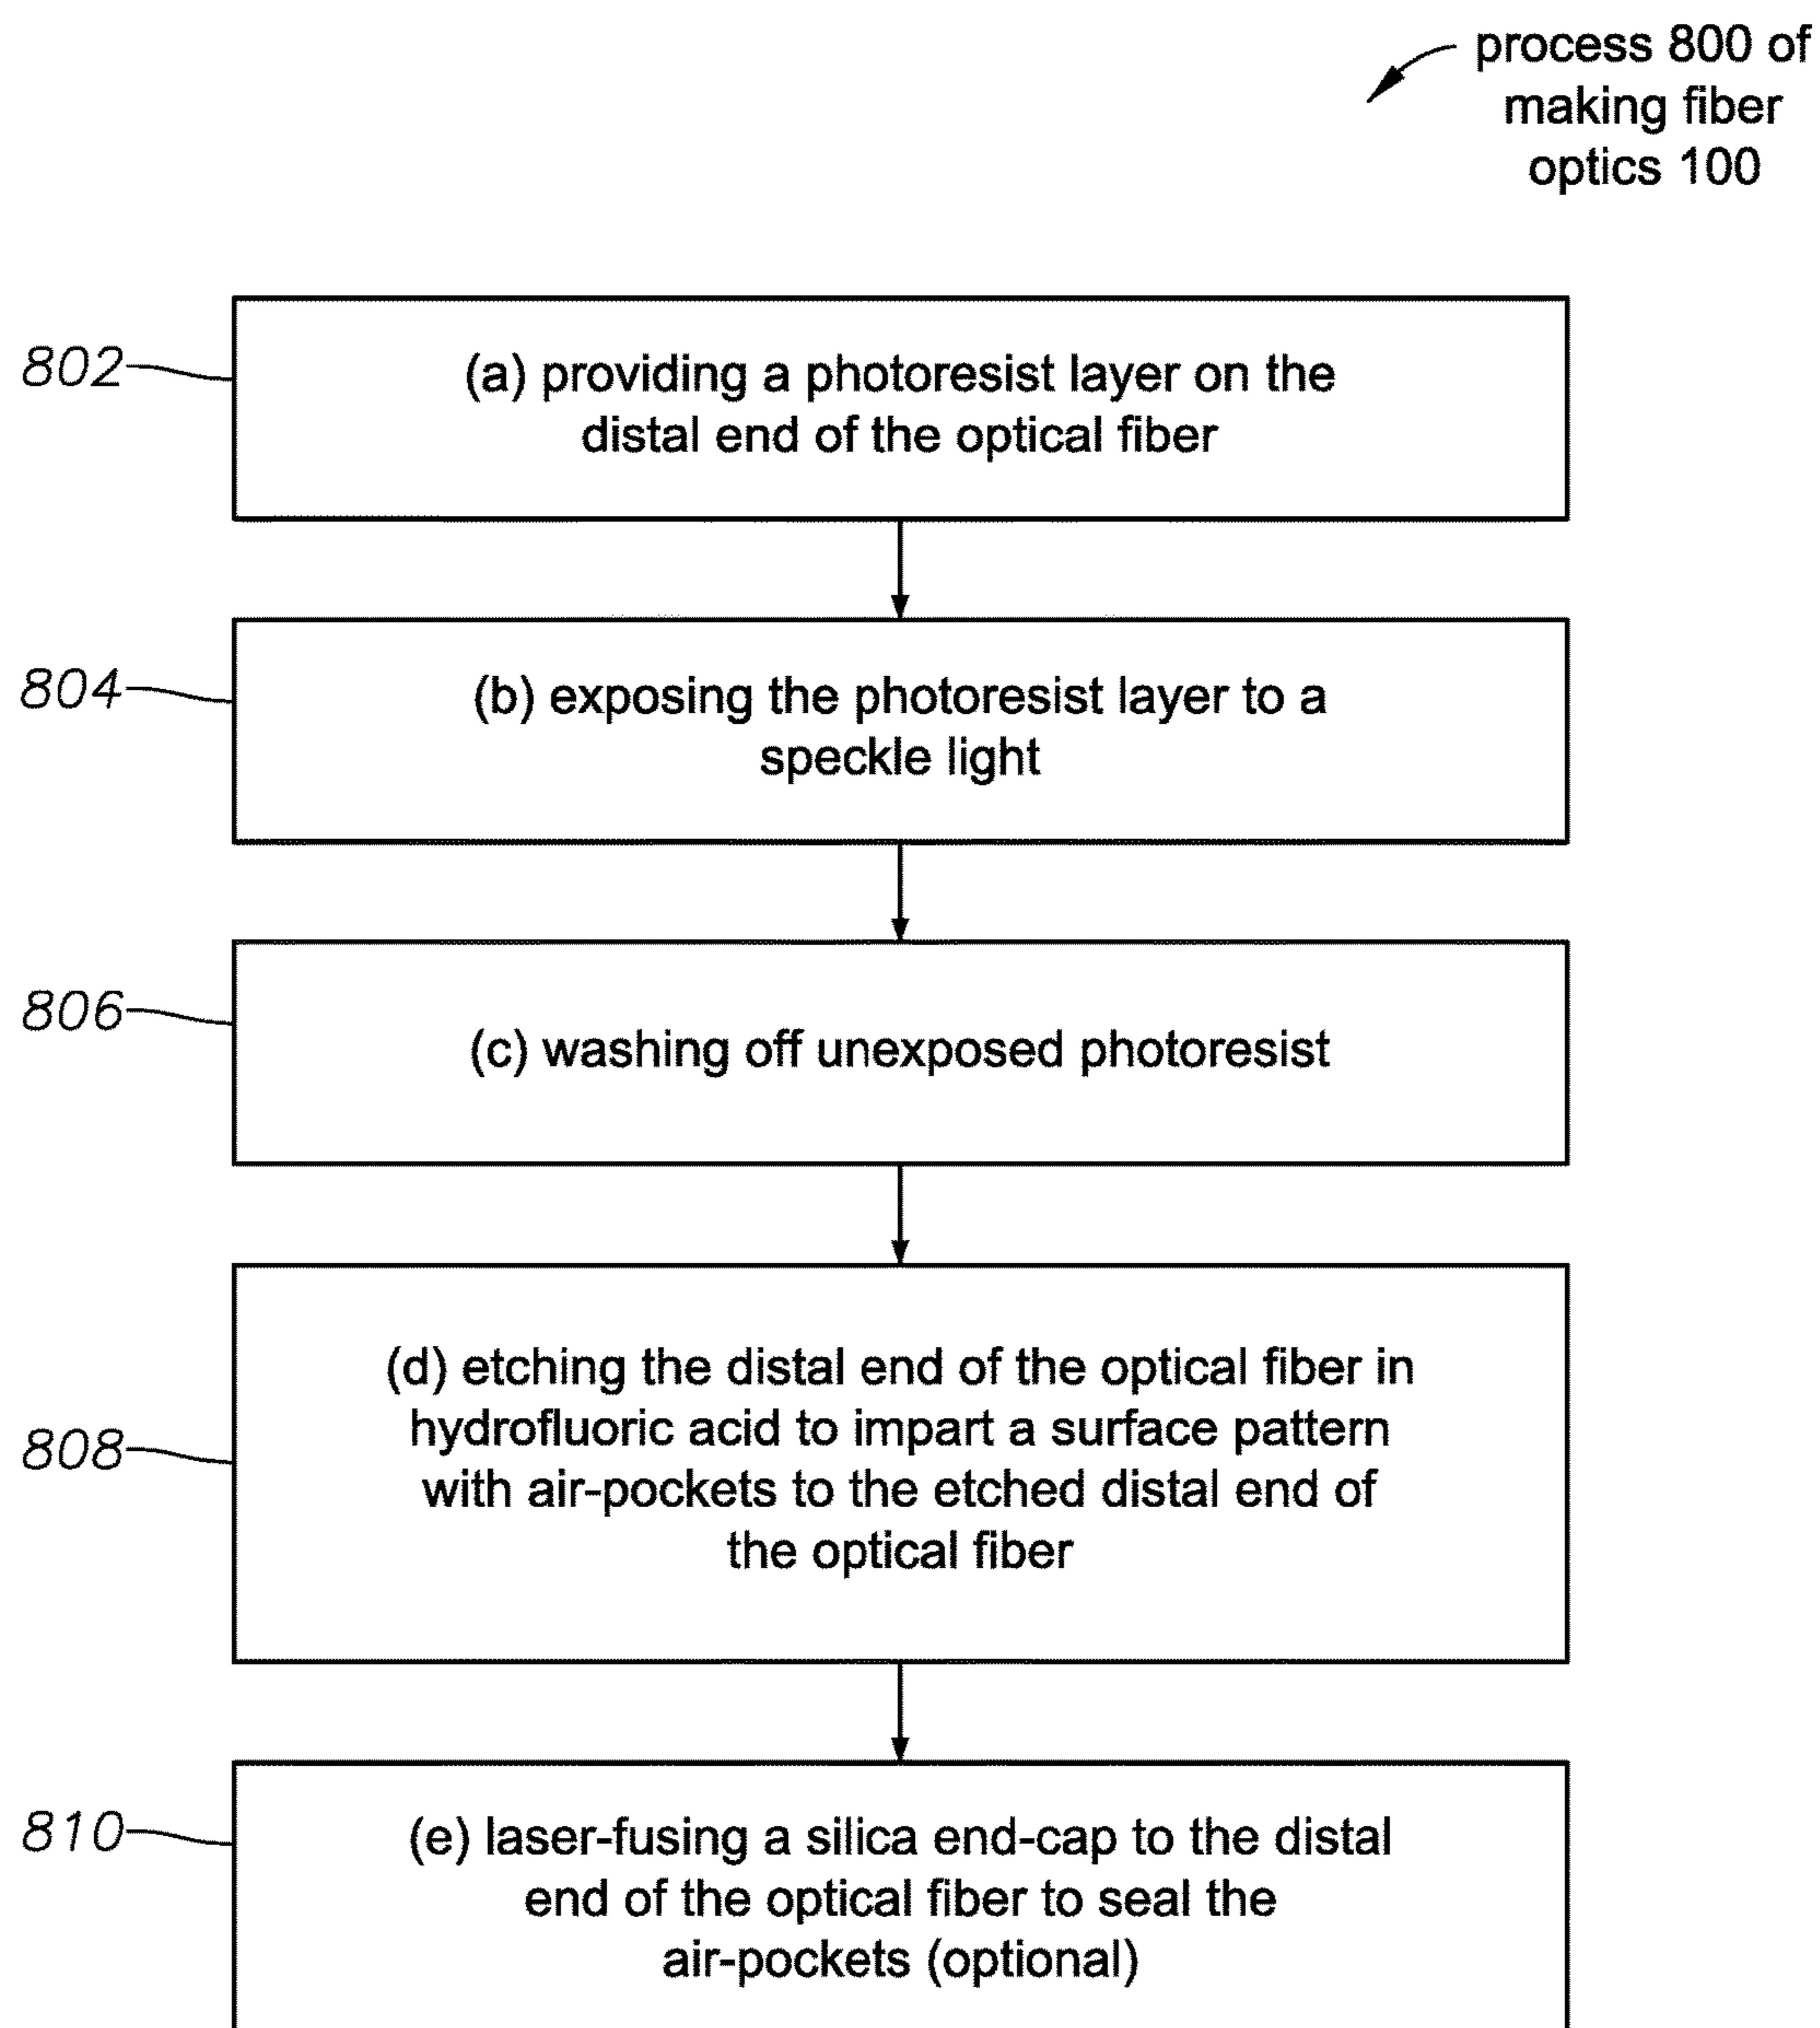 process 800 of
making fiber
optics 100
802
(a) providing a photoresist layer on the
distal end of the optical fiber
804
(b) exposing the photoresist layer to a
speckle light
806
(c) washing off unexposed photoresist
808
(d) etching the distal end of the optical fiber in
hydrofluoric acid to impart a surface pattern
with air-pockets to the etched distal end of
the optical fiber
810
(e) laser-fusing a silica end-cap to the distal
end of the optical fiber to seal the
air-pockets (optional)